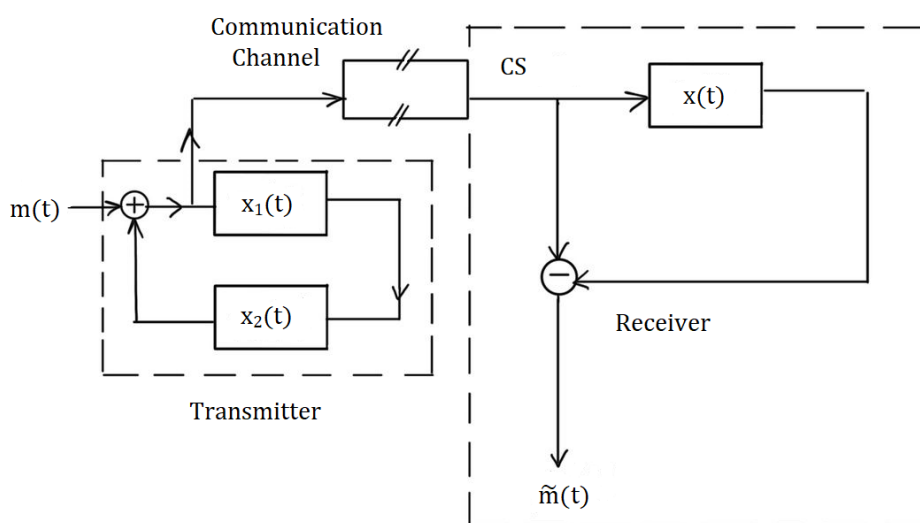 Communication
Channel
CS
x(t)
m(t)
+
x₁(t)
x₂(t)
−
Receiver
Transmitter
m̃(t)